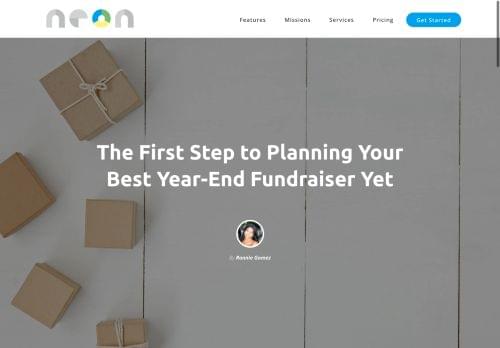 neon
Features Missions Services Pricing Get Started
The First Step to Planning Your
Best Year-End Fundraiser Yet
By Ronnie Gomez